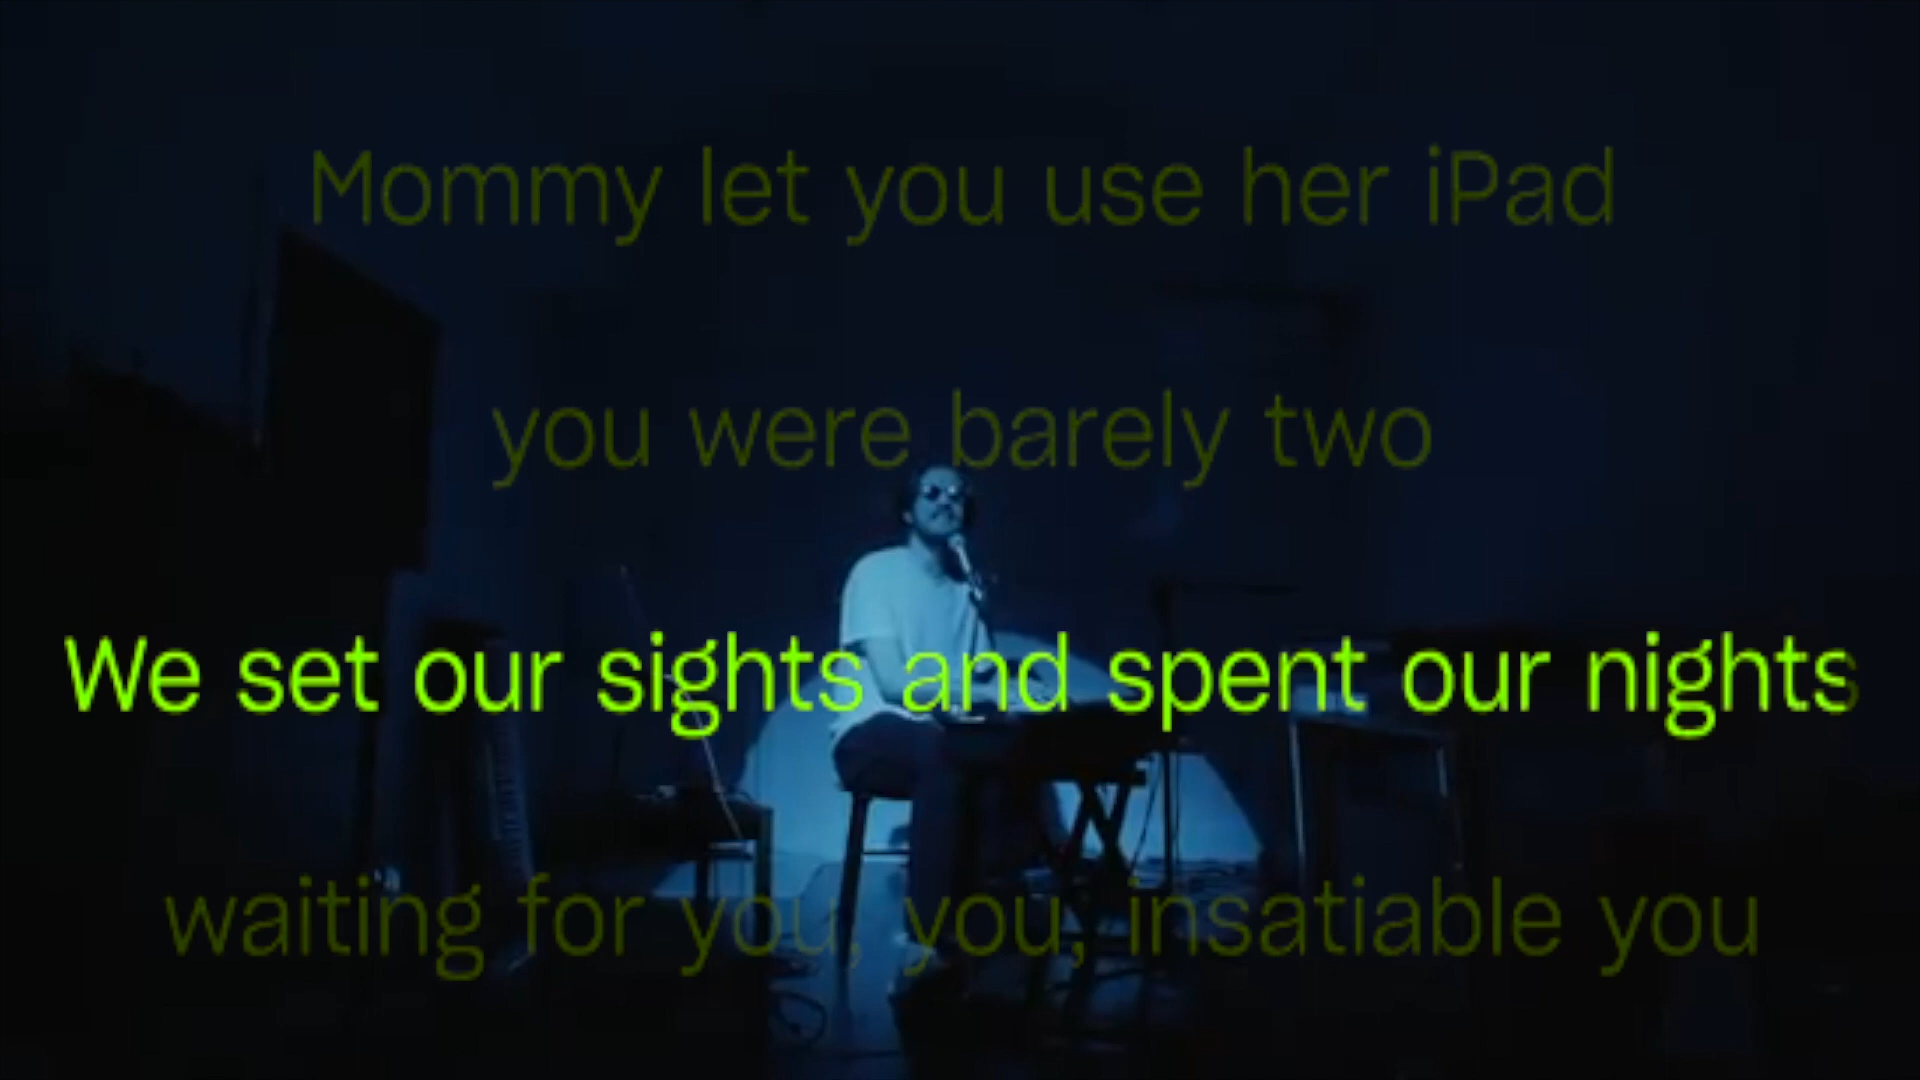 Mommy let you use her iPad
you were barely two
We set our sights and spent our nights
waiting for you, you, insatiable you